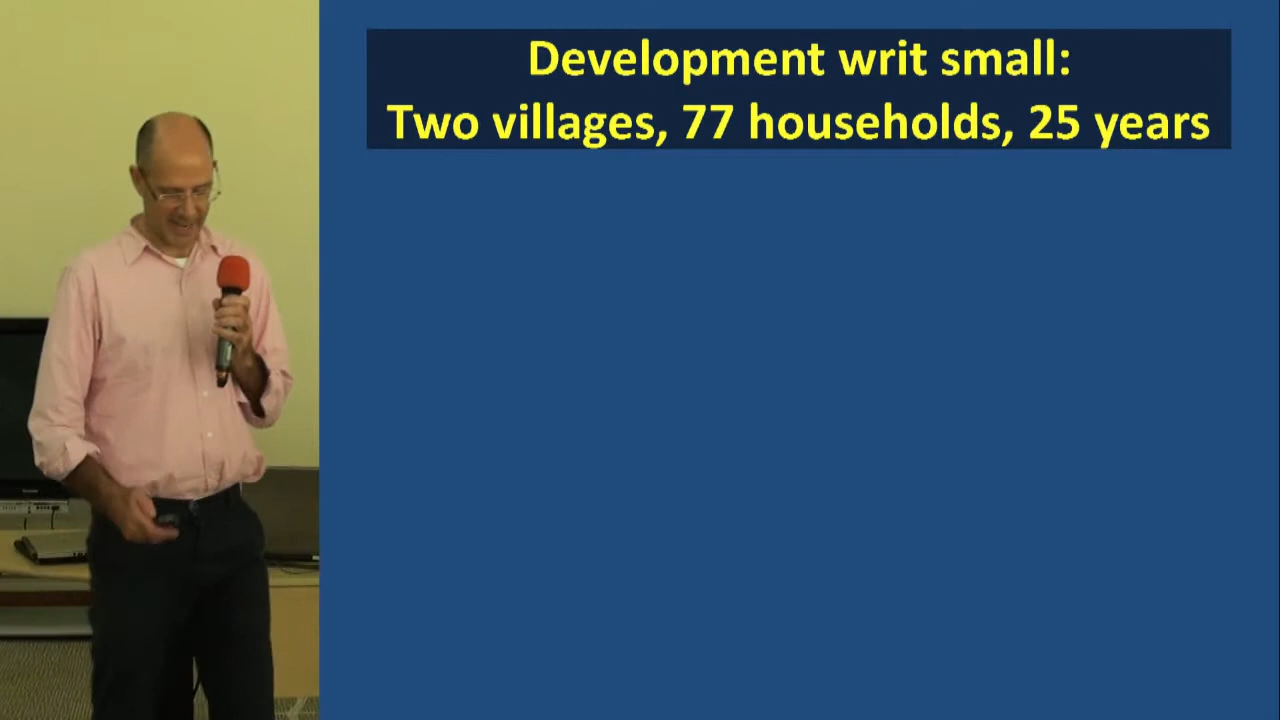 Development writ small:
Two villages, 77 households, 25 years